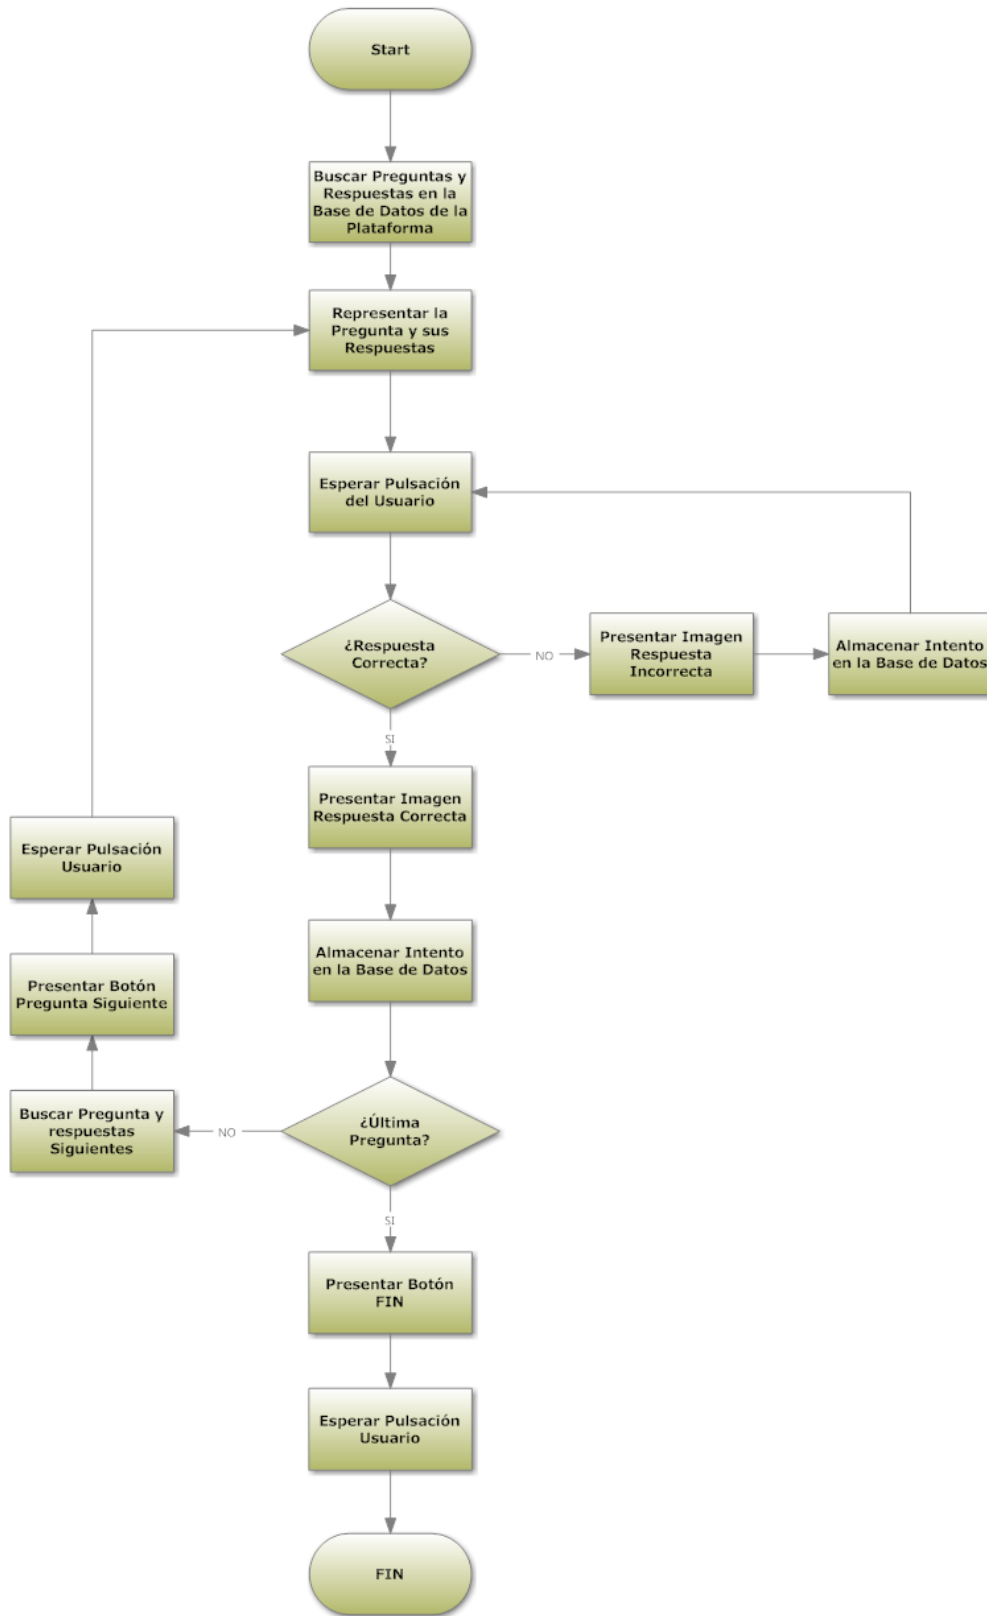 Start
Buscar Preguntas y
Respuestas en la
Base de Datos de la
Plataforma
Representar la
Pregunta y sus
Respuestas
Esperar Pulsación
del Usuario
¿Respuesta
Correcta?
NO
Presentar Imagen
Respuesta
Incorrecta
Almacenar Intento
en la Base de Datos
SI
Presentar Imagen
Respuesta Correcta
Almacenar Intento
en la Base de Datos
¿Última
Pregunta?
NO
Buscar Pregunta y
respuestas
Siguientes
Presentar Botón
Pregunta Siguiente
Esperar Pulsación
Usuario
SI
Presentar Botón
FIN
Esperar Pulsación
Usuario
FIN